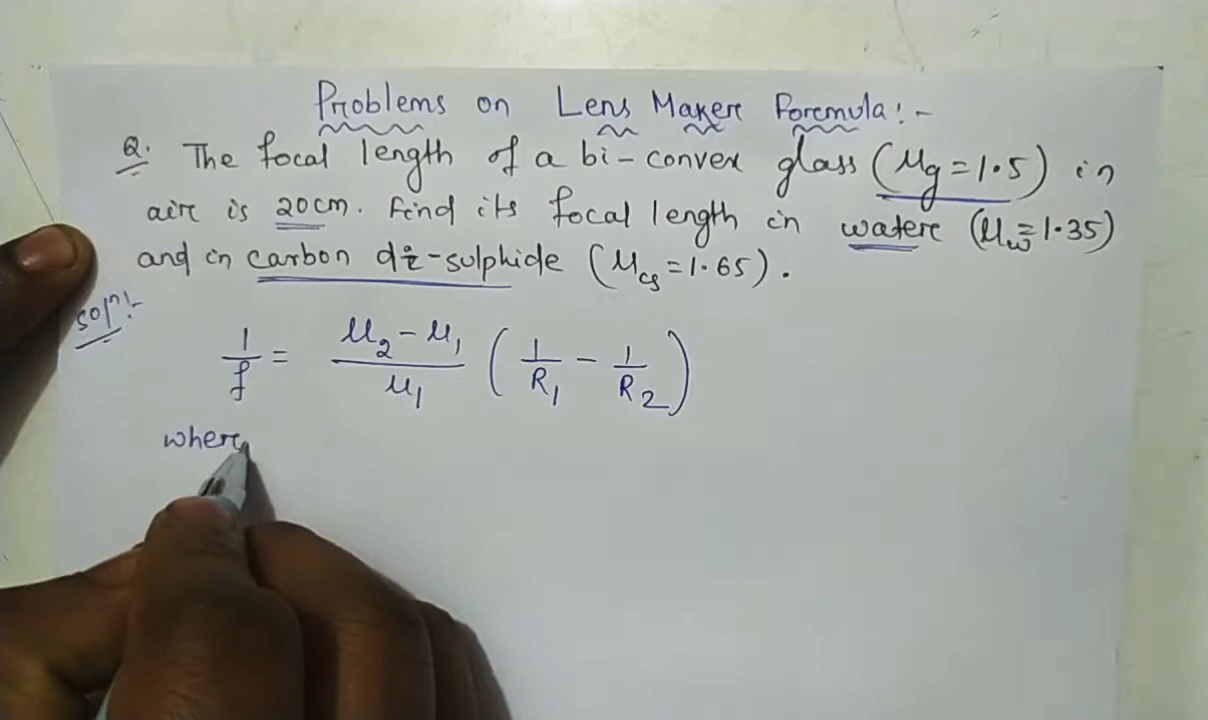 Problems on Lens Maker Formula:-
Q. The focal length of a bi-convex glass (μg = 1.5) in
air is 20cm. Find its focal length in water (μw = 1.35)
and in carbon di-sulphide (μcs = 1.65).
Solⁿ:-
1/f = (μ2 - μ1)/μ1 (1/R1 - 1/R2)
where